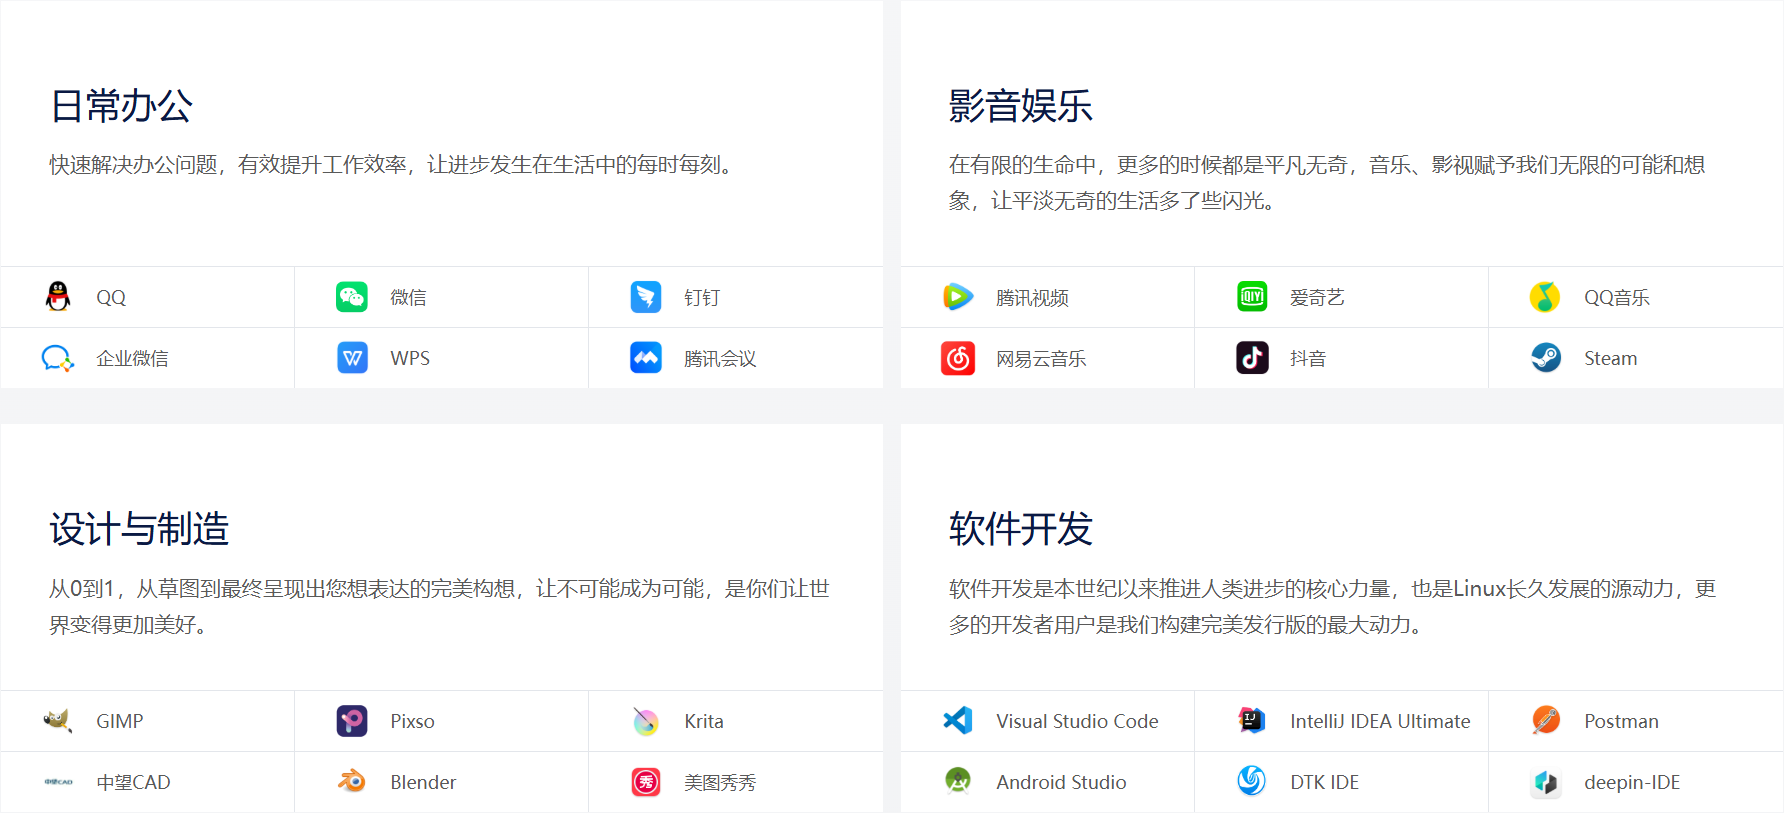 日常办公
快速解决办公问题，有效提升工作效率，让进步发生在生活中的每时每刻。
QQ
微信
钉钉
企业微信
WPS
腾讯会议
影音娱乐
在有限的生命中，更多的时候都是平凡无奇，音乐、影视赋予我们无限的可能和想
象，让平淡无奇的生活多了些闪光。
腾讯视频
iQIYI
爱奇艺
QQ音乐
网易云音乐
抖音
Steam
设计与制造
从0到1，从草图到最终呈现出您想表达的完美构想，让不可能成为可能，是你们让世
界变得更加美好。
GIMP
Pixso
Krita
中望CAD
中望CAD
Blender
秀
美图秀秀
软件开发
软件开发是本世纪以来推进人类进步的核心力量，也是Linux长久发展的源动力，更
多的开发者用户是我们构建完美发行版的最大动力。
Visual Studio Code
IJ
IntelliJ IDEA Ultimate
Postman
Android Studio
DTK IDE
deepin-IDE